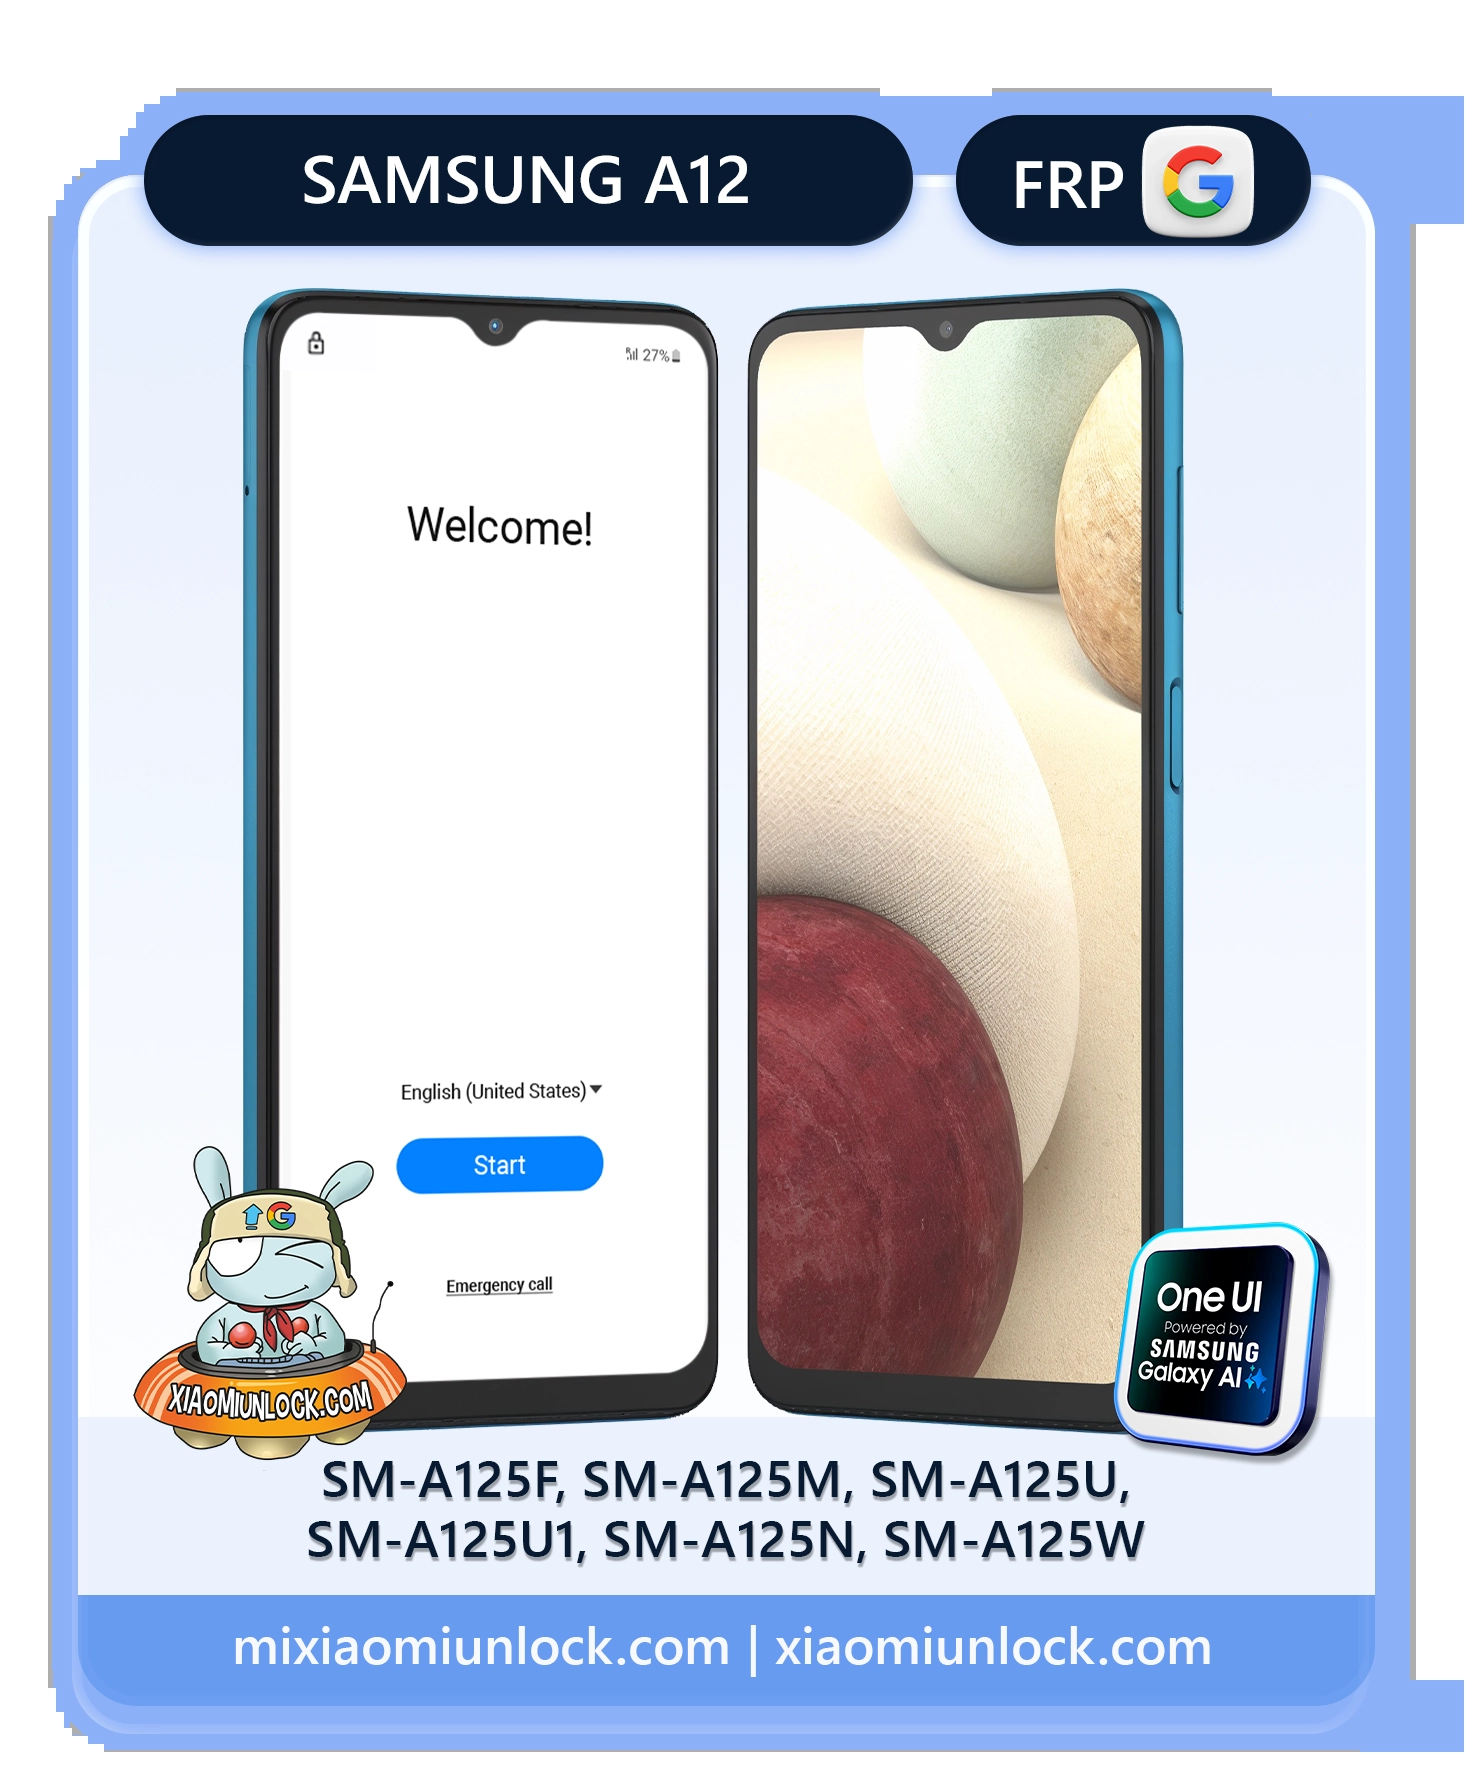 SAMSUNG A12
FRP G
27%
Welcome!
English (United States)
Start
Emergency call
G
XIAOMIUNLOCK.COM
One UI
Powered by
SAMSUNG
Galaxy AI
SM-A125F, SM-A125M, SM-A125U,
SM-A125U1, SM-A125N, SM-A125W
mixiaomiunlock.com | xiaomiunlock.com